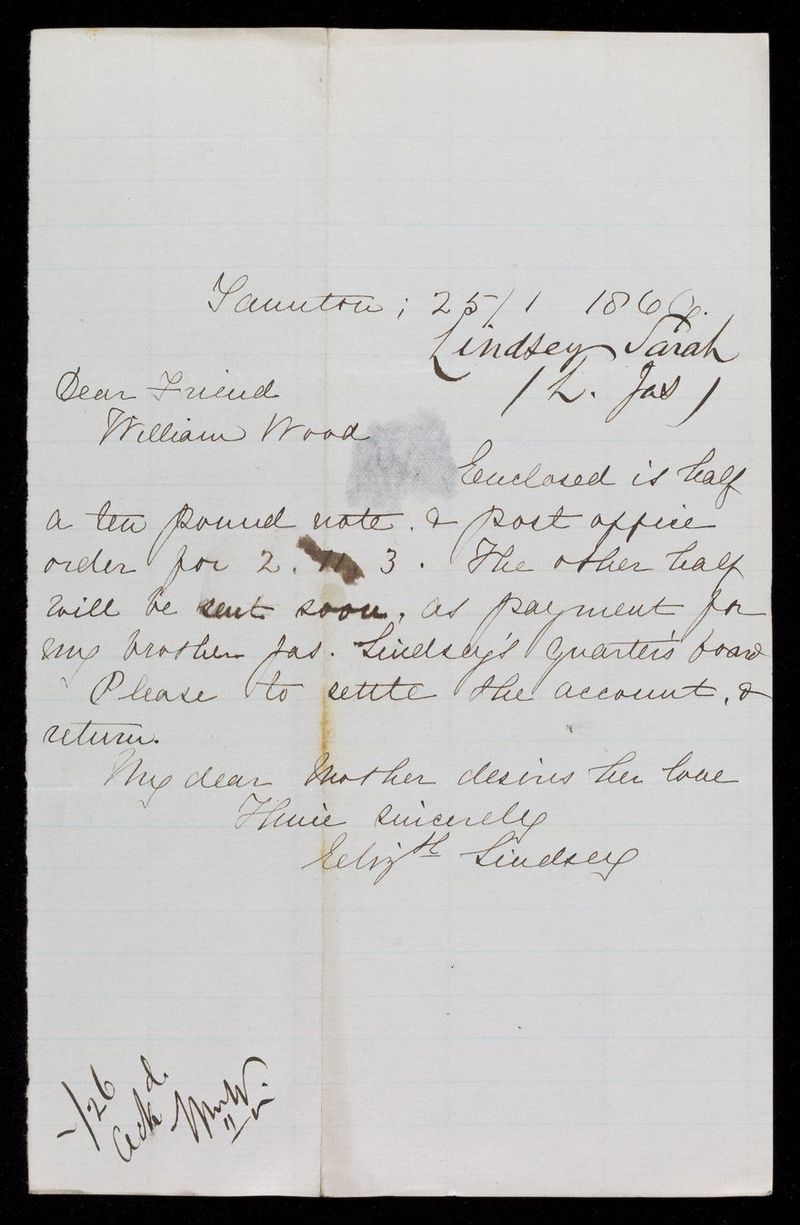 Taunton; 25/1 1866.
Lindsey Sarah
(L. Jas)
Dear Friend
William Wood
Enclosed is half
a ten pound note. & post office
order for 2. 11. 3. The other half
will be sent soon, as payment for
my brother Jas. Lindsey's quarter's board
Please to settle the account, &
return.
My dear Mother desires her love
Thine sincerely
Elizth Lindsey
1/26
Ackd.
WmW.